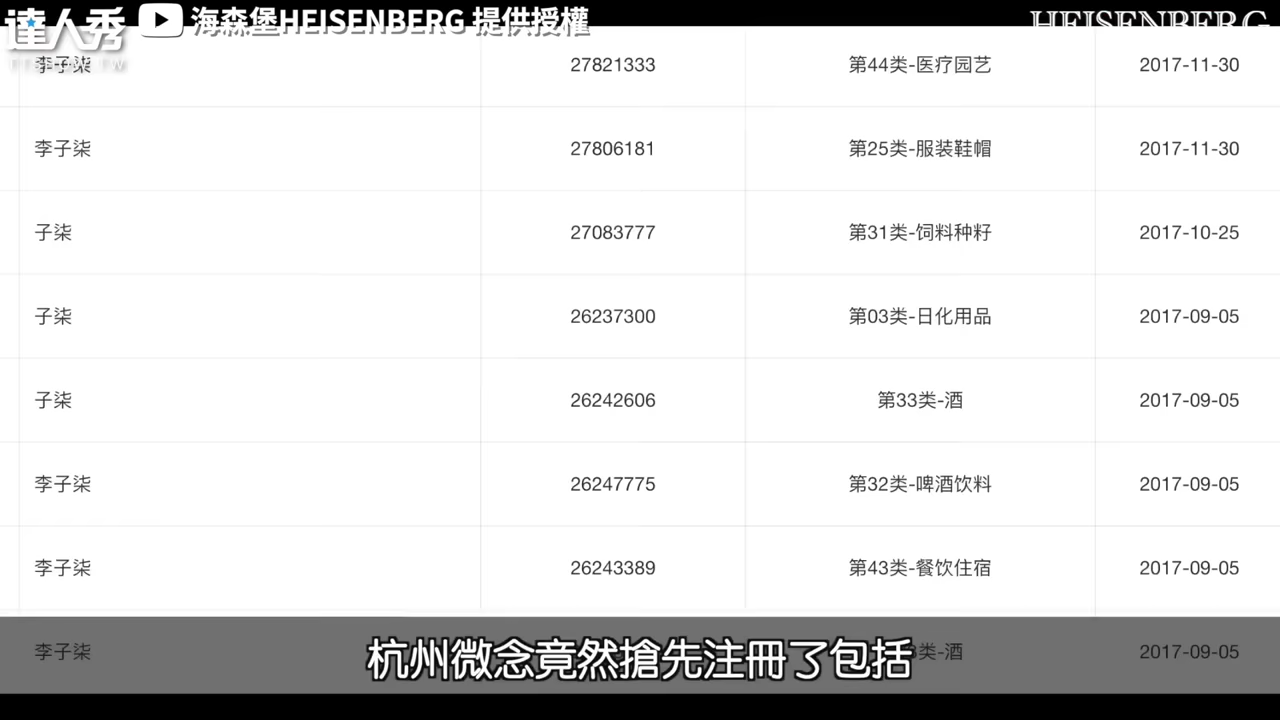 達人秀 海森堡HEISENBERG 提供授權 HEISENBERG
TTSHOW.TW
李子柒 27821333 第44类-医疗园艺 2017-11-30
李子柒 27806181 第25类-服装鞋帽 2017-11-30
子柒 27083777 第31类-饲料种籽 2017-10-25
子柒 26237300 第03类-日化用品 2017-09-05
子柒 26242606 第33类-酒 2017-09-05
李子柒 26247775 第32类-啤酒饮料 2017-09-05
李子柒 26243389 第43类-餐饮住宿 2017-09-05
李子柒 类-酒 2017-09-05
杭州微念竟然搶先注冊了包括